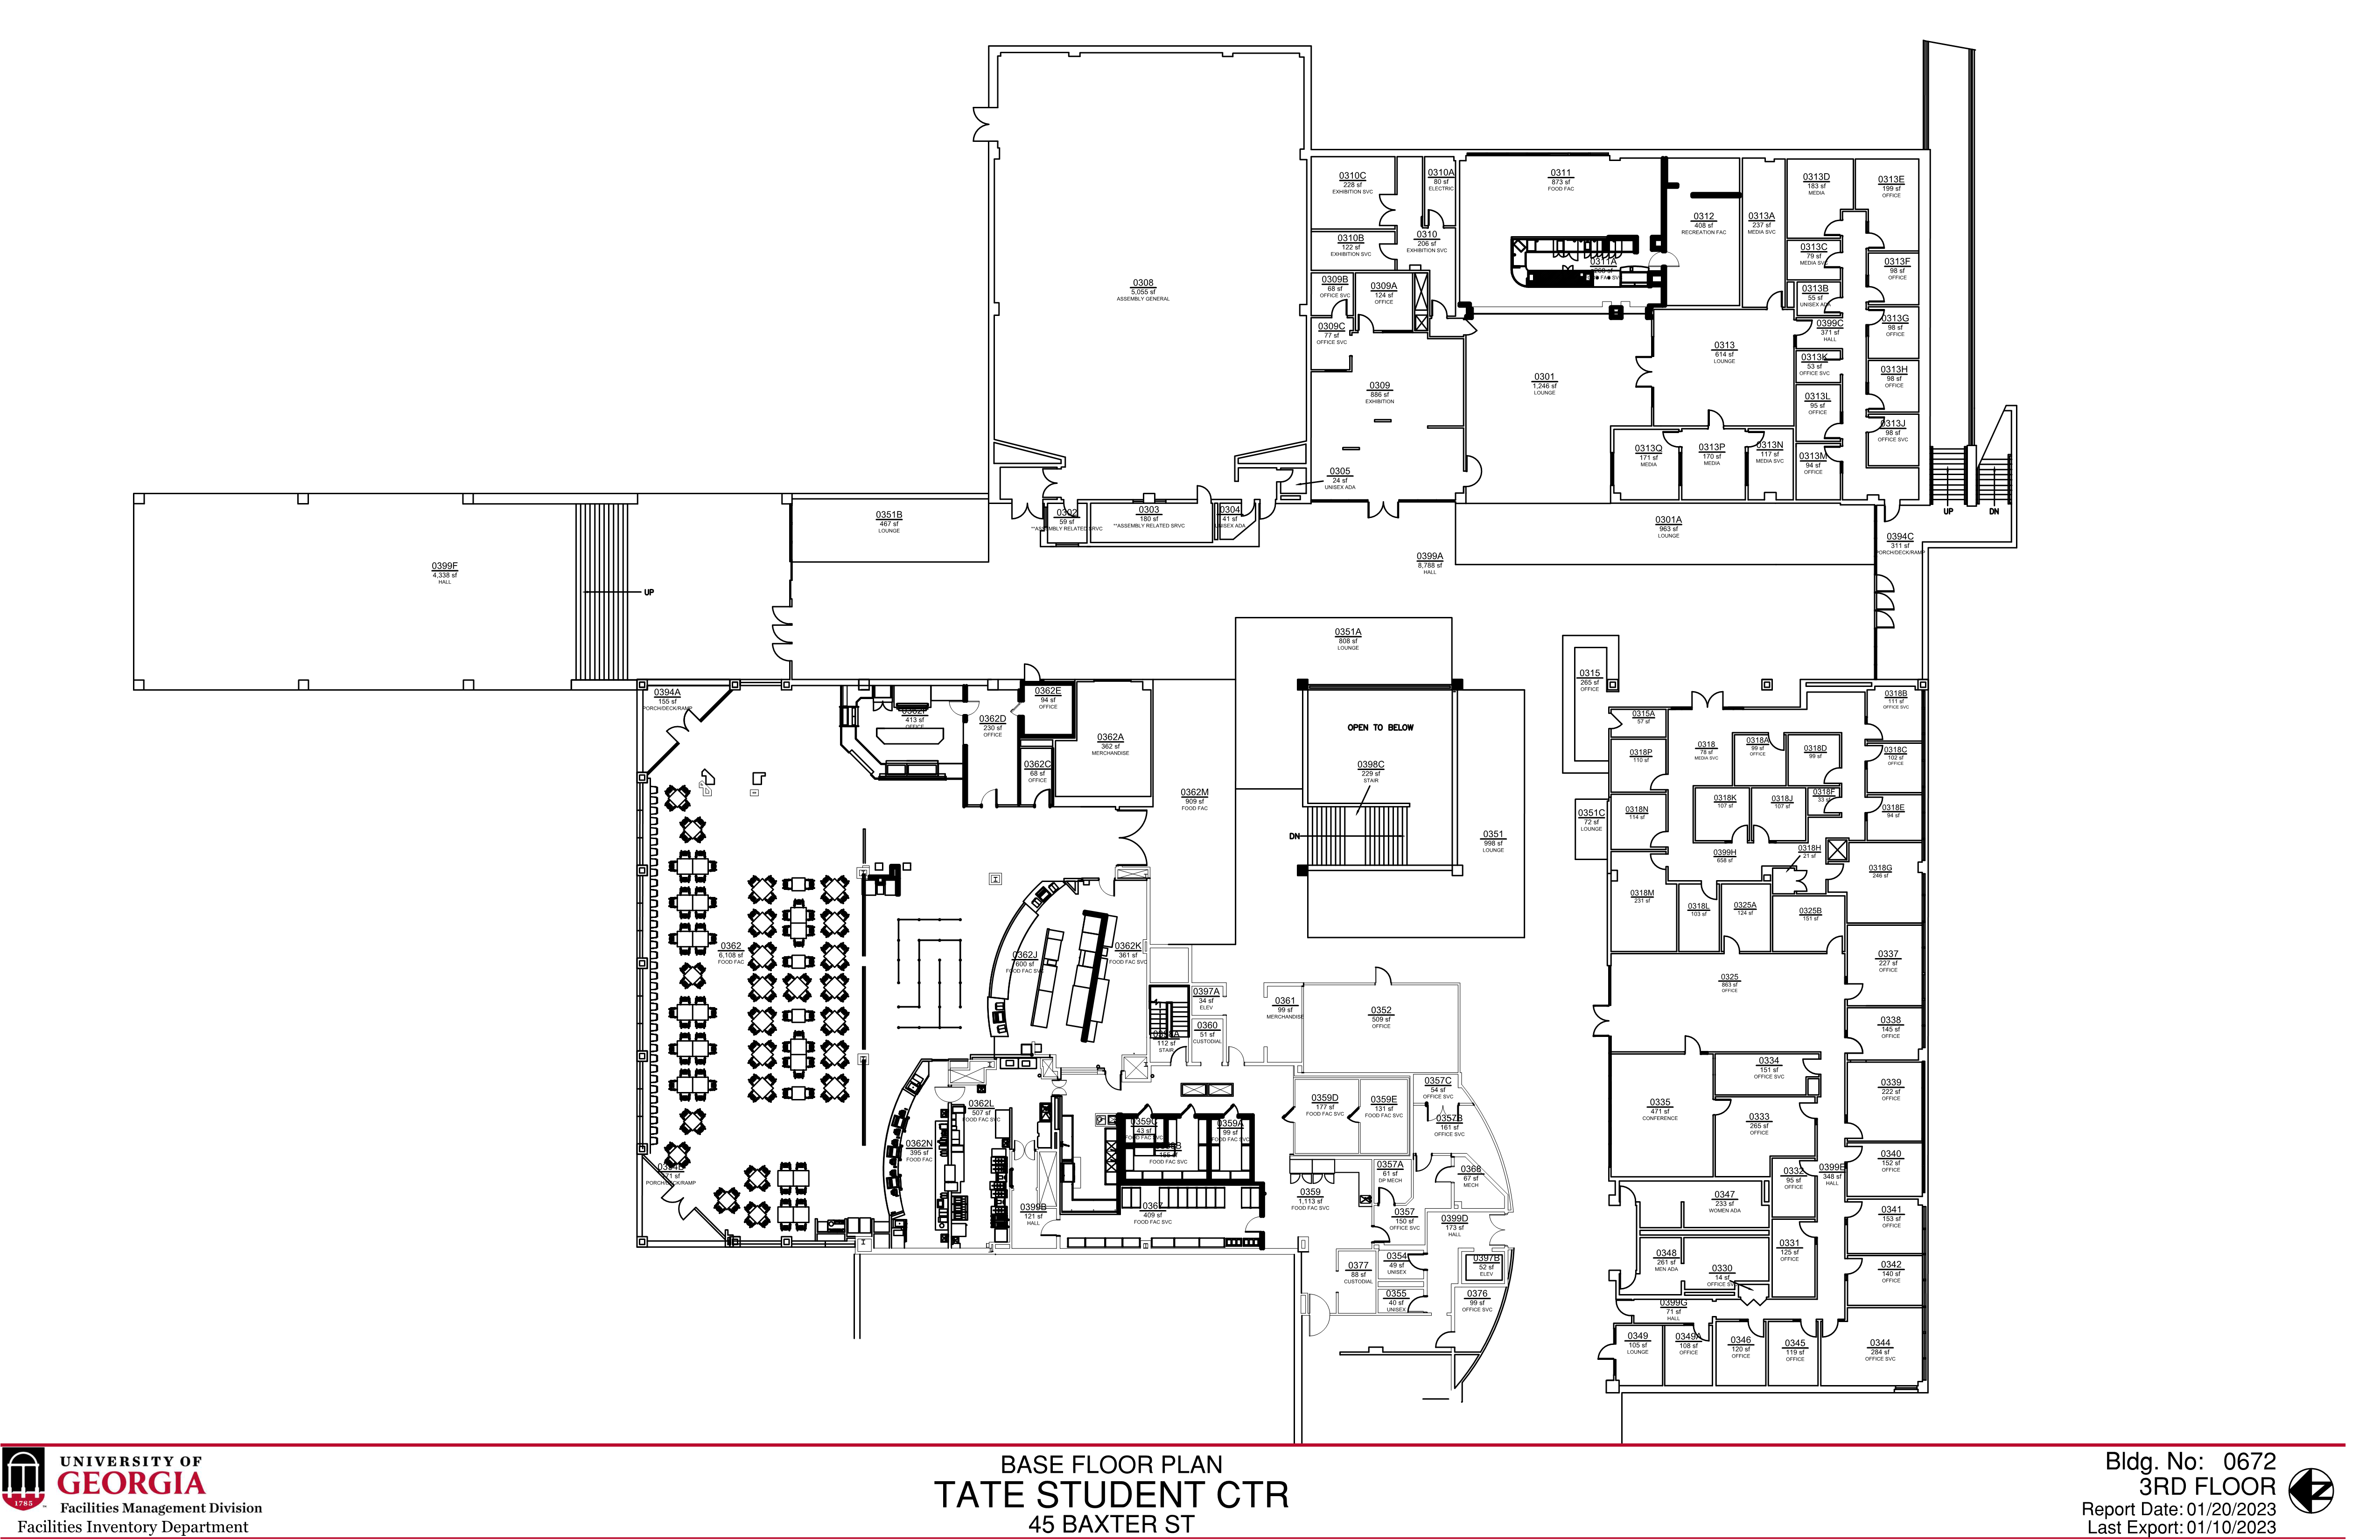 0310C
228 sf
EXHIBITION SVC
0310A
80 sf
ELECTRIC
0311
873 sf
FOOD FAC
0313D
183 sf
MEDIA
0313E
199 sf
OFFICE
0312
408 sf
RECREATION FAC
0313A
237 sf
MEDIA SVC
0310B
122 sf
EXHIBITION SVC
0310
206 sf
EXHIBITION SVC
0313C
79 sf
MEDIA SVC
0311A
0313F
98 sf
OFFICE
0308
5,055 sf
ASSEMBLY GENERAL
0309B
68 sf
OFFICE SVC
0309A
124 sf
OFFICE
0313B
55 sf
UNISEX ADA
0309C
77 sf
OFFICE SVC
0399C
371 sf
HALL
0313G
98 sf
OFFICE
0313
614 sf
LOUNGE
0313K
53 sf
OFFICE SVC
0301
1,246 sf
LOUNGE
0309
886 sf
EXHIBITION
0313H
98 sf
OFFICE
0313L
95 sf
OFFICE
0313J
98 sf
OFFICE SVC
0313Q
171 sf
MEDIA
0313P
170 sf
MEDIA
0313N
117 sf
MEDIA SVC
0313M
94 sf
OFFICE
0305
24 sf
UNISEX ADA
0351B
467 sf
LOUNGE
0302
59 sf
**ASSEMBLY RELATED SRVC
0303
180 sf
**ASSEMBLY RELATED SRVC
0304
41 sf
UNISEX ADA
0301A
963 sf
LOUNGE
UP
DN
0394C
311 sf
PORCH/DECK/RAMP
0399F
4,338 sf
HALL
UP
0399A
8,788 sf
HALL
0351A
808 sf
LOUNGE
0315
265 sf
OFFICE
0394A
155 sf
PORCH/DECK/RAMP
0362E
94 sf
OFFICE
413 sf
OFFICE
0362D
230 sf
OFFICE
0362A
362 sf
MERCHANDISE
0362C
68 sf
OFFICE
OPEN TO BELOW
0398C
229 sf
STAIR
DN
0362M
909 sf
FOOD FAC
0351
998 sf
LOUNGE
0351C
72 sf
LOUNGE
0315A
57 sf
0318
78 sf
MEDIA SVC
0318A
99 sf
OFFICE
0318D
99 sf
0318B
111 sf
OFFICE SVC
0318P
110 sf
0318C
102 sf
OFFICE
0318K
107 sf
0318J
107 sf
0318F
33 sf
0318N
114 sf
0318E
94 sf
0399H
658 sf
0318H
21 sf
0318G
246 sf
0318M
231 sf
0318L
103 sf
0325A
124 sf
0325B
151 sf
0362
6,108 sf
FOOD FAC
0362J
600 sf
FOOD FAC SVC
0362K
361 sf
FOOD FAC SVC
0337
227 sf
OFFICE
0325
863 sf
OFFICE
0397A
34 sf
ELEV
0361
99 sf
MERCHANDISE
0352
509 sf
OFFICE
0360
51 sf
CUSTODIAL
112 sf
STAIR
0338
145 sf
OFFICE
0334
151 sf
OFFICE SVC
0339
222 sf
OFFICE
0335
471 sf
CONFERENCE
0333
265 sf
OFFICE
0357C
54 sf
OFFICE SVC
0359D
177 sf
FOOD FAC SVC
0359E
131 sf
FOOD FAC SVC
0357B
161 sf
OFFICE SVC
0362L
507 sf
FOOD FAC SVC
0359C
43 sf
FOOD FAC SVC
0359A
99 sf
FOOD FAC SVC
FOOD FAC SVC
0362N
395 sf
FOOD FAC
PORCH/DECK/RAMP
0357A
61 sf
DP MECH
0368
67 sf
MECH
0359
1,113 sf
FOOD FAC SVC
0399B
121 sf
HALL
0367
409 sf
FOOD FAC SVC
0357
150 sf
OFFICE SVC
0399D
173 sf
HALL
0340
152 sf
OFFICE
0332
95 sf
OFFICE
0399E
348 sf
HALL
0347
233 sf
WOMEN ADA
0341
153 sf
OFFICE
0331
125 sf
OFFICE
0348
261 sf
MEN ADA
0330
14 sf
OFFICE SVC
0342
140 sf
OFFICE
0354
49 sf
UNISEX
0397B
52 sf
ELEV
0377
88 sf
CUSTODIAL
0355
40 sf
UNISEX
0376
99 sf
OFFICE SVC
0399G
71 sf
HALL
0349
105 sf
LOUNGE
0349A
108 sf
OFFICE
0346
120 sf
OFFICE
0345
119 sf
OFFICE
0344
284 sf
OFFICE SVC
1785
UNIVERSITY OF
GEORGIA
Facilities Management Division
Facilities Inventory Department
BASE FLOOR PLAN
TATE STUDENT CTR
45 BAXTER ST
Bldg. No: 0672
3RD FLOOR
Report Date: 01/20/2023
Last Export: 01/10/2023
Z